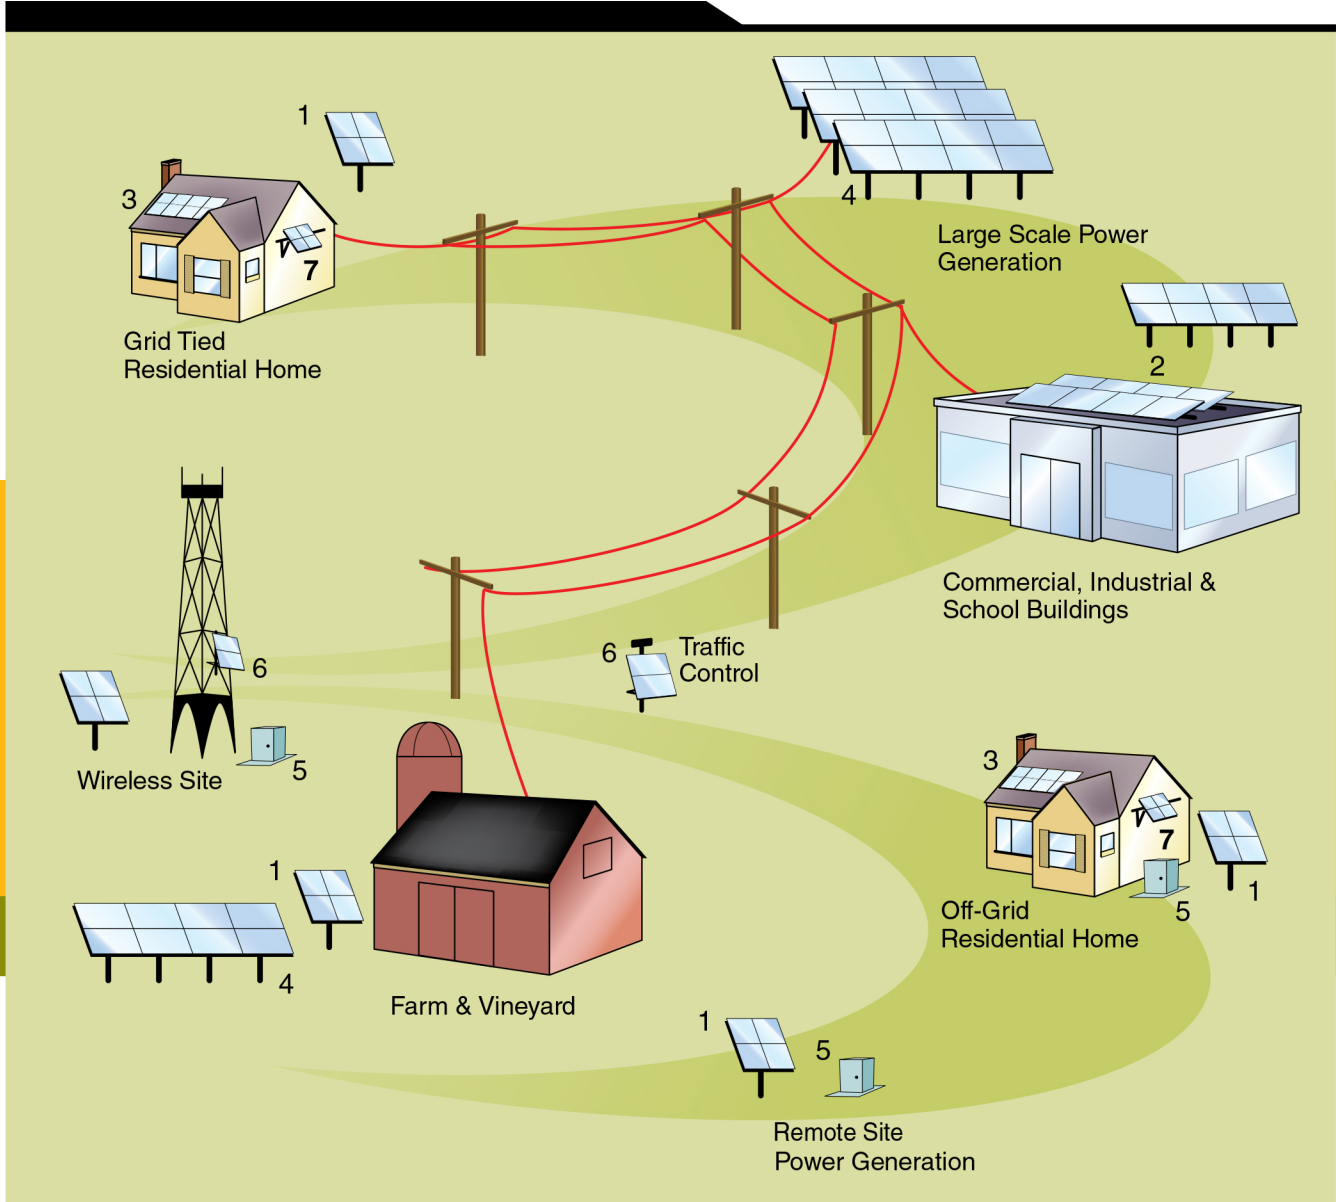 1
3
7
Grid Tied
Residential Home
4
Large Scale Power
Generation
2
Commercial, Industrial &
School Buildings
6
5
Wireless Site
6
Traffic
Control
1
4
Farm & Vineyard
3
7
1
5
Off-Grid
Residential Home
1
5
Remote Site
Power Generation